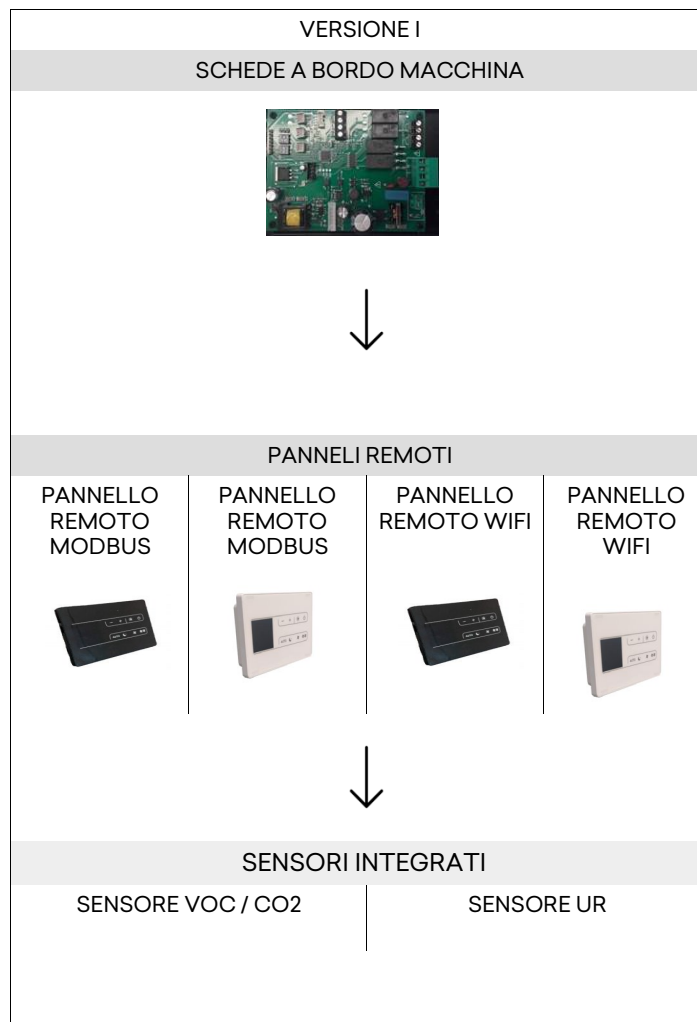 VERSIONE I
SCHEDE A BORDO MACCHINA
PANNELI REMOTI
PANNELLO
REMOTO
MODBUS
PANNELLO
REMOTO
MODBUS
PANNELLO
REMOTO WIFI
PANNELLO
REMOTO
WIFI
SENSORI INTEGRATI
SENSORE VOC / CO2
SENSORE UR